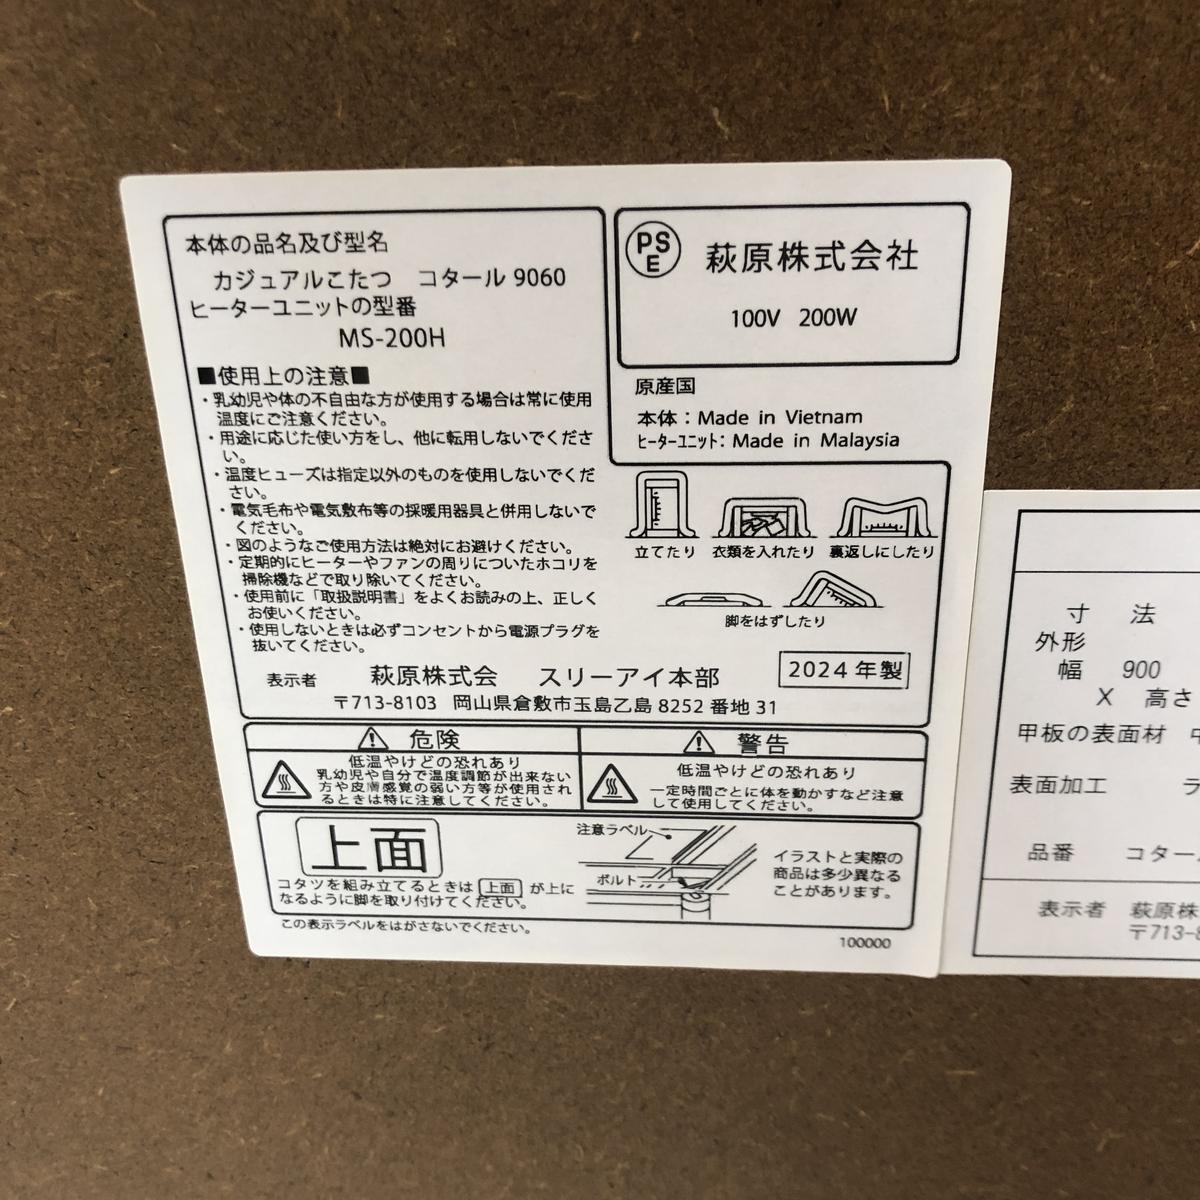 本体の品名及び型名
カジュアルこたつ コタール 9060
ヒーターユニットの型番
MS-200H
■使用上の注意■
・乳幼児や体の不自由な方が使用する場合は常に使用
温度にご注意ください。
・用途に応じた使い方をし、他に転用しないでくださ
い。
・温度ヒューズは指定以外のものを使用しないでくだ
さい。
・電気毛布や電気敷布等の採暖用器具と併用しないで
ください。
・図のようなご使用方法は絶対にお避けください。
・定期的にヒーターやファンの周りについたホコリを
掃除機などで取り除いてください。
・使用前に「取扱説明書」をよくお読みの上、正しく
お使いください。
・使用しないときは必ずコンセントから電源プラグを
抜いてください。
PSE 萩原株式会社
100V 200W
原産国
本体：Made in Vietnam
ヒーターユニット：Made in Malaysia
立てたり 衣類を入れたり 裏返しにしたり
脚をはずしたり
表示者 萩原株式会 スリーアイ本部 2024 年製
〒713-8103 岡山県倉敷市玉島乙島 8252 番地 31
危険
低温やけどの恐れあり
乳幼児や自分で温度調節が出来ない
方や皮膚感覚の弱い方等が使用され
るときは特に注意してください。
警告
低温やけどの恐れあり
一定時間ごとに体を動かすなど注意
して使用してください。
上面
コタツを組み立てるときは 上面 が上に
なるように脚を取り付けてください。
注意ラベル
ボルト
イラストと実際の
商品は多少異なる
ことがあります。
この表示ラベルをはがさないでください。
100000
寸 法
外形
幅 900
X 高さ
甲板の表面材
表面加工 ラ
品番 コター
表示者 萩原株
〒713-8